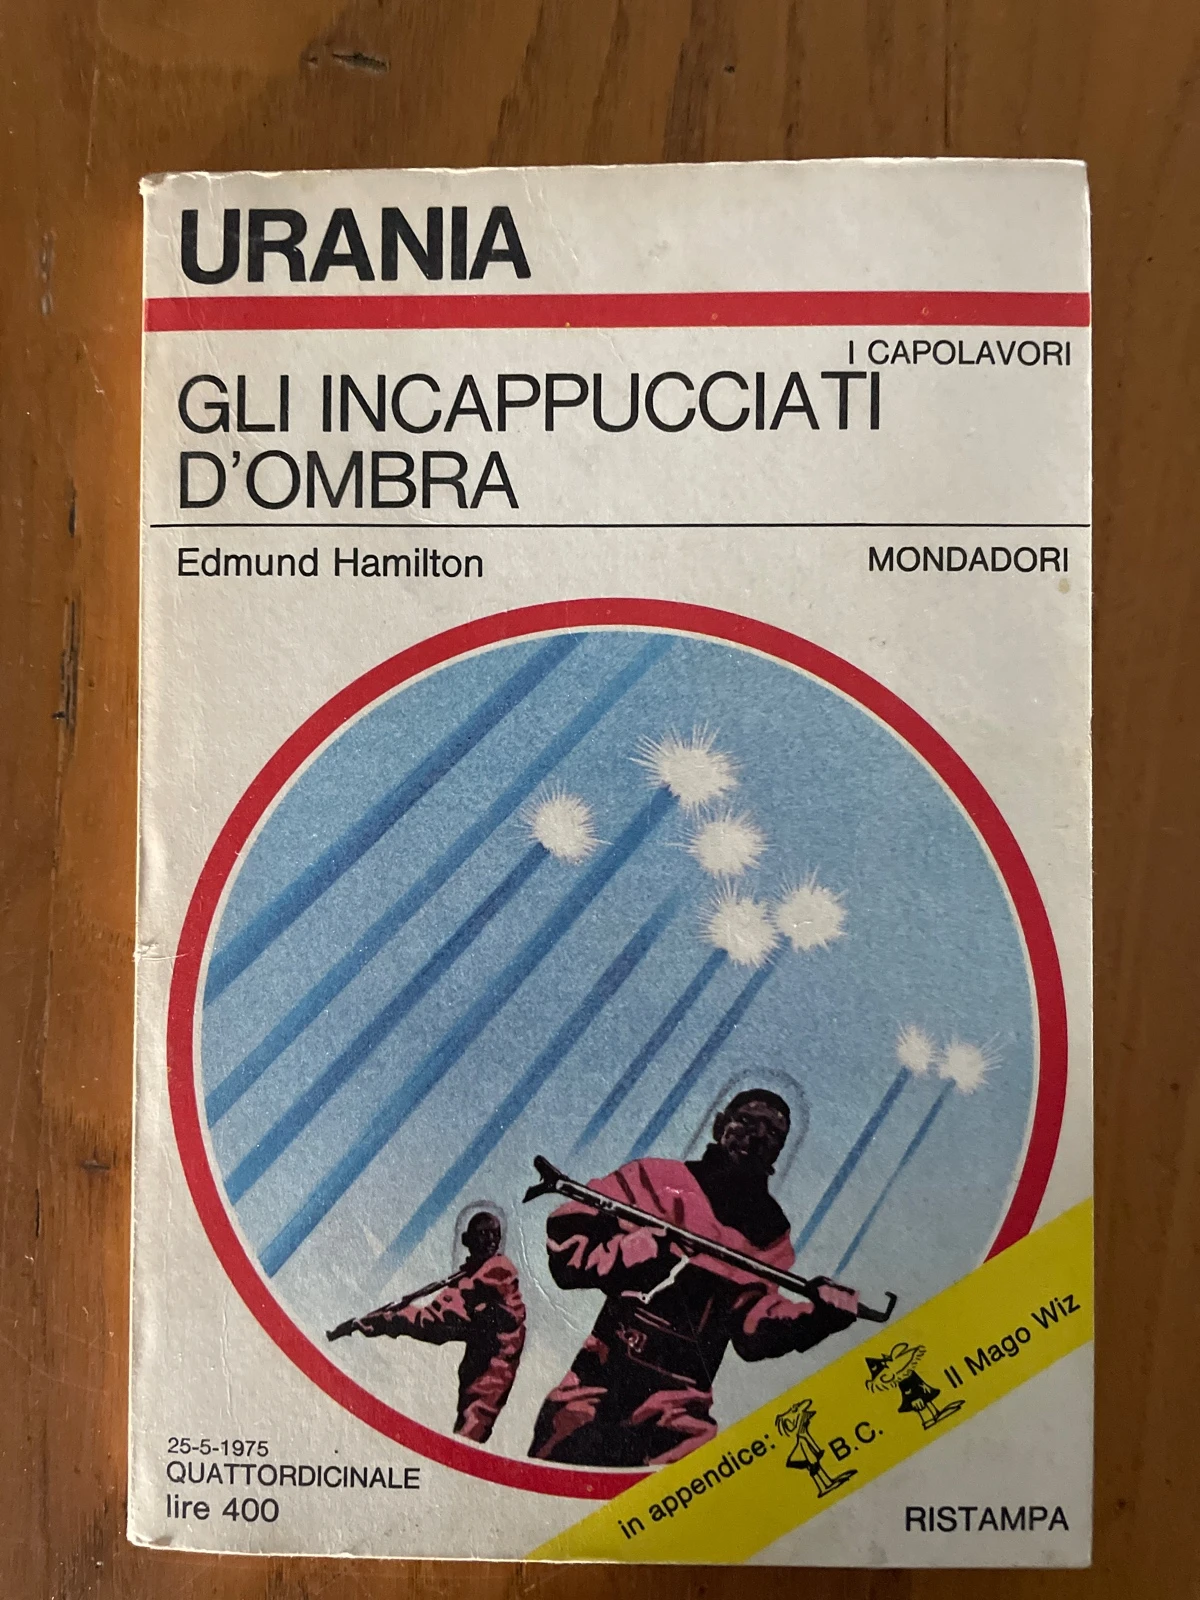 URANIA
I CAPOLAVORI
GLI INCAPPUCCIATI
D'OMBRA
Edmund Hamilton
MONDADORI
25-5-1975
QUATTORDICINALE
lire 400
in appendice: B.C. Il Mago Wiz
RISTAMPA